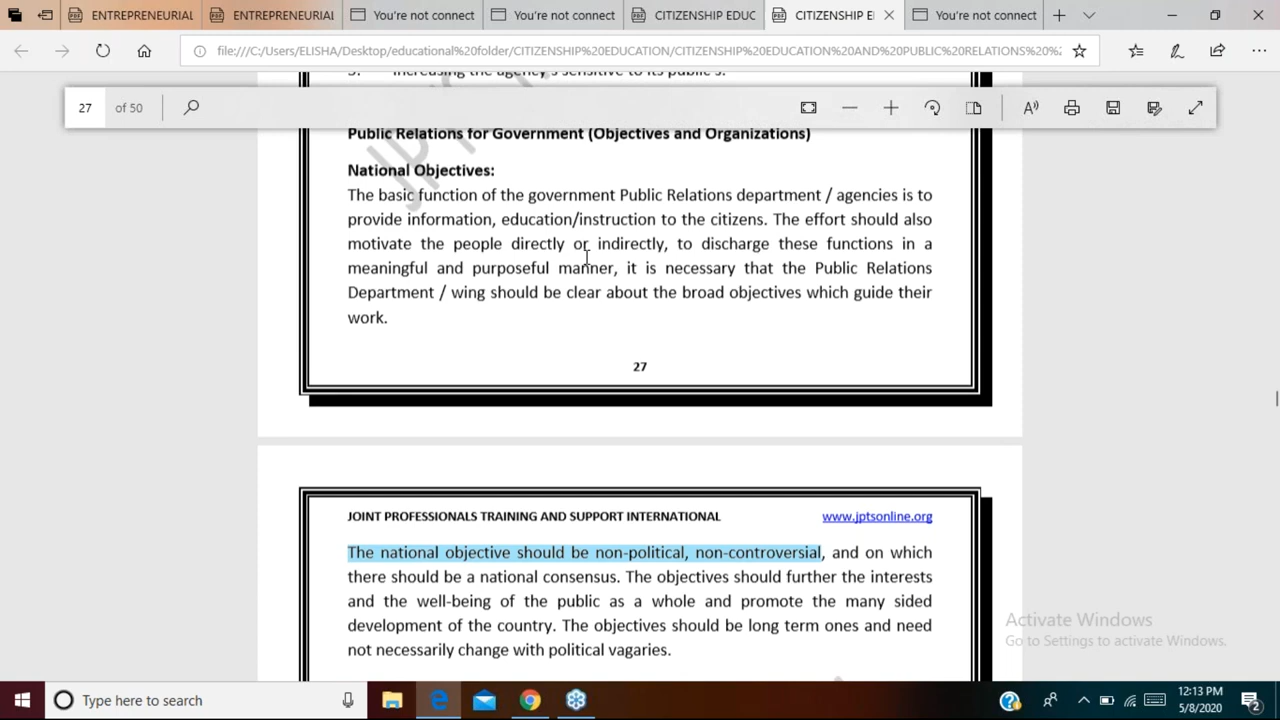 ENTREPRENEURIAL
ENTREPRENEURIAL
You're not connect
You're not connect
CITIZENSHIP EDUC
CITIZENSHIP E
You're not connect
file:///C:/Users/ELISHA/Desktop/educational%20folder/CITIZENSHIP%20EDUCATION/CITIZENSHIP%20EDUCATION%20AND%20PUBLIC%20RELATIONS%20%
increasing the agency's sensitive to its public's.
27 of 50
Public Relations for Government (Objectives and Organizations)
National Objectives:
The basic function of the government Public Relations department / agencies is to
provide information, education/instruction to the citizens. The effort should also
motivate the people directly or indirectly, to discharge these functions in a
meaningful and purposeful manner, it is necessary that the Public Relations
Department / wing should be clear about the broad objectives which guide their
work.
27
JOINT PROFESSIONALS TRAINING AND SUPPORT INTERNATIONAL
www.jptsonline.org
The national objective should be non-political, non-controversial, and on which
there should be a national consensus. The objectives should further the interests
and the well-being of the public as a whole and promote the many sided
development of the country. The objectives should be long term ones and need
not necessarily change with political vagaries.
Activate Windows
Go to Settings to activate Windows.
Type here to search
12:13 PM
5/8/2020
2